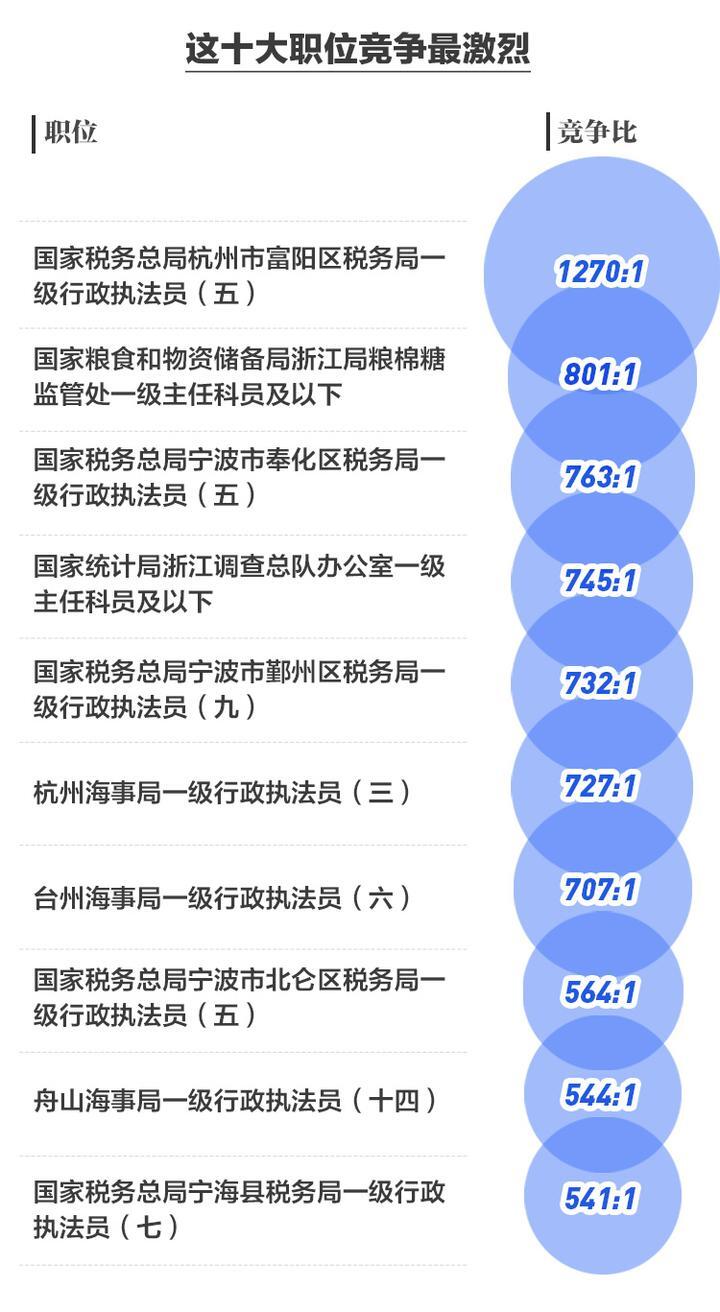 这十大职位竞争最激烈
职位
竞争比
国家税务总局杭州市富阳区税务局一
级行政执法员（五）
1270:1
国家粮食和物资储备局浙江局粮棉糖
监管处一级主任科员及以下
801:1
国家税务总局宁波市奉化区税务局一
级行政执法员（五）
763:1
国家统计局浙江调查总队办公室一级
主任科员及以下
745:1
国家税务总局宁波市鄞州区税务局一
级行政执法员（九）
732:1
杭州海事局一级行政执法员（三）
727:1
台州海事局一级行政执法员（六）
707:1
国家税务总局宁波市北仑区税务局一
级行政执法员（五）
564:1
舟山海事局一级行政执法员（十四）
544:1
国家税务总局宁海县税务局一级行政
执法员（七）
541:1